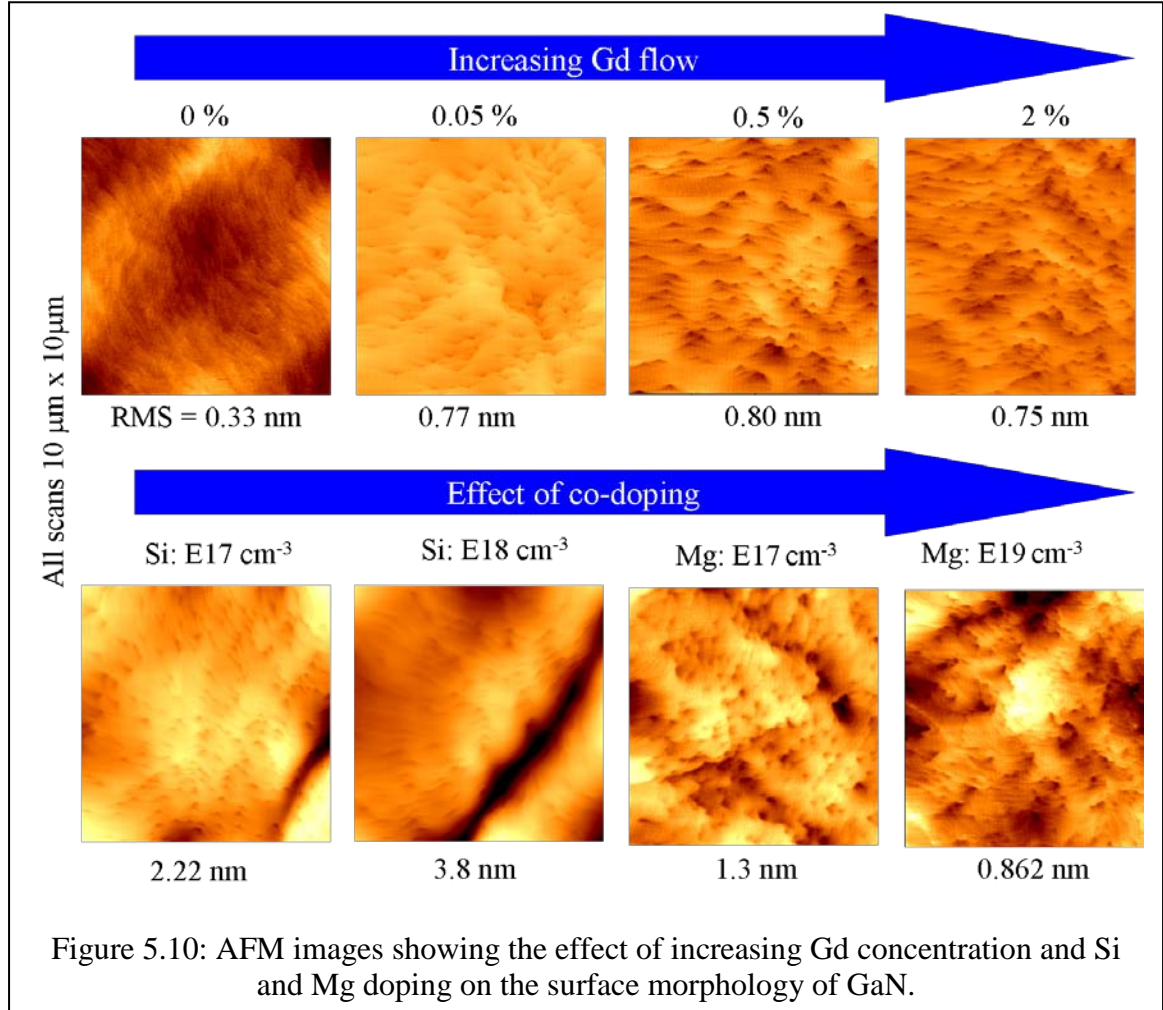 Increasing Gd flow
0 % 0.05 % 0.5 % 2 %
RMS = 0.33 nm 0.77 nm 0.80 nm 0.75 nm
All scans 10 µm x 10µm
Effect of co-doping
Si: E17 cm⁻³ Si: E18 cm⁻³ Mg: E17 cm⁻³ Mg: E19 cm⁻³
2.22 nm 3.8 nm 1.3 nm 0.862 nm
Figure 5.10: AFM images showing the effect of increasing Gd concentration and Si
and Mg doping on the surface morphology of GaN.